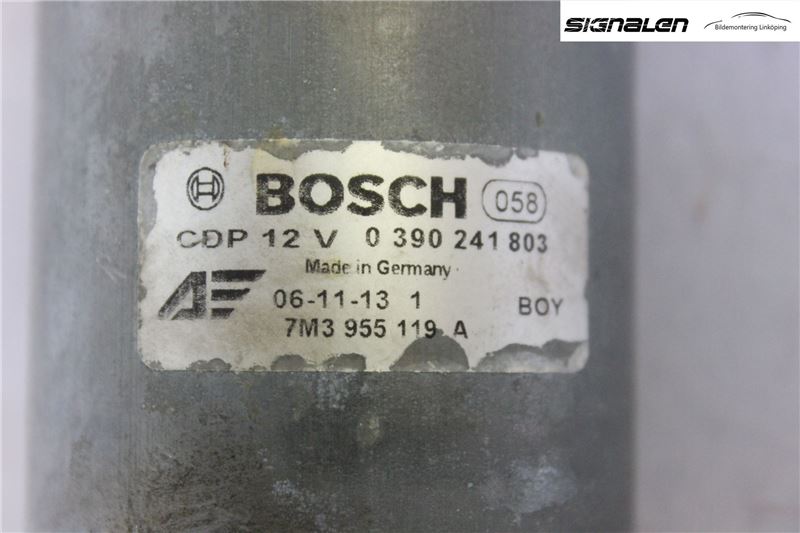 SIGNALEN
Bildemontering Linköping
BOSCH 058
CDP 12 V 0 390 241 803
Made in Germany
AF 06-11-13 1 BOY
7M3 955 119 A